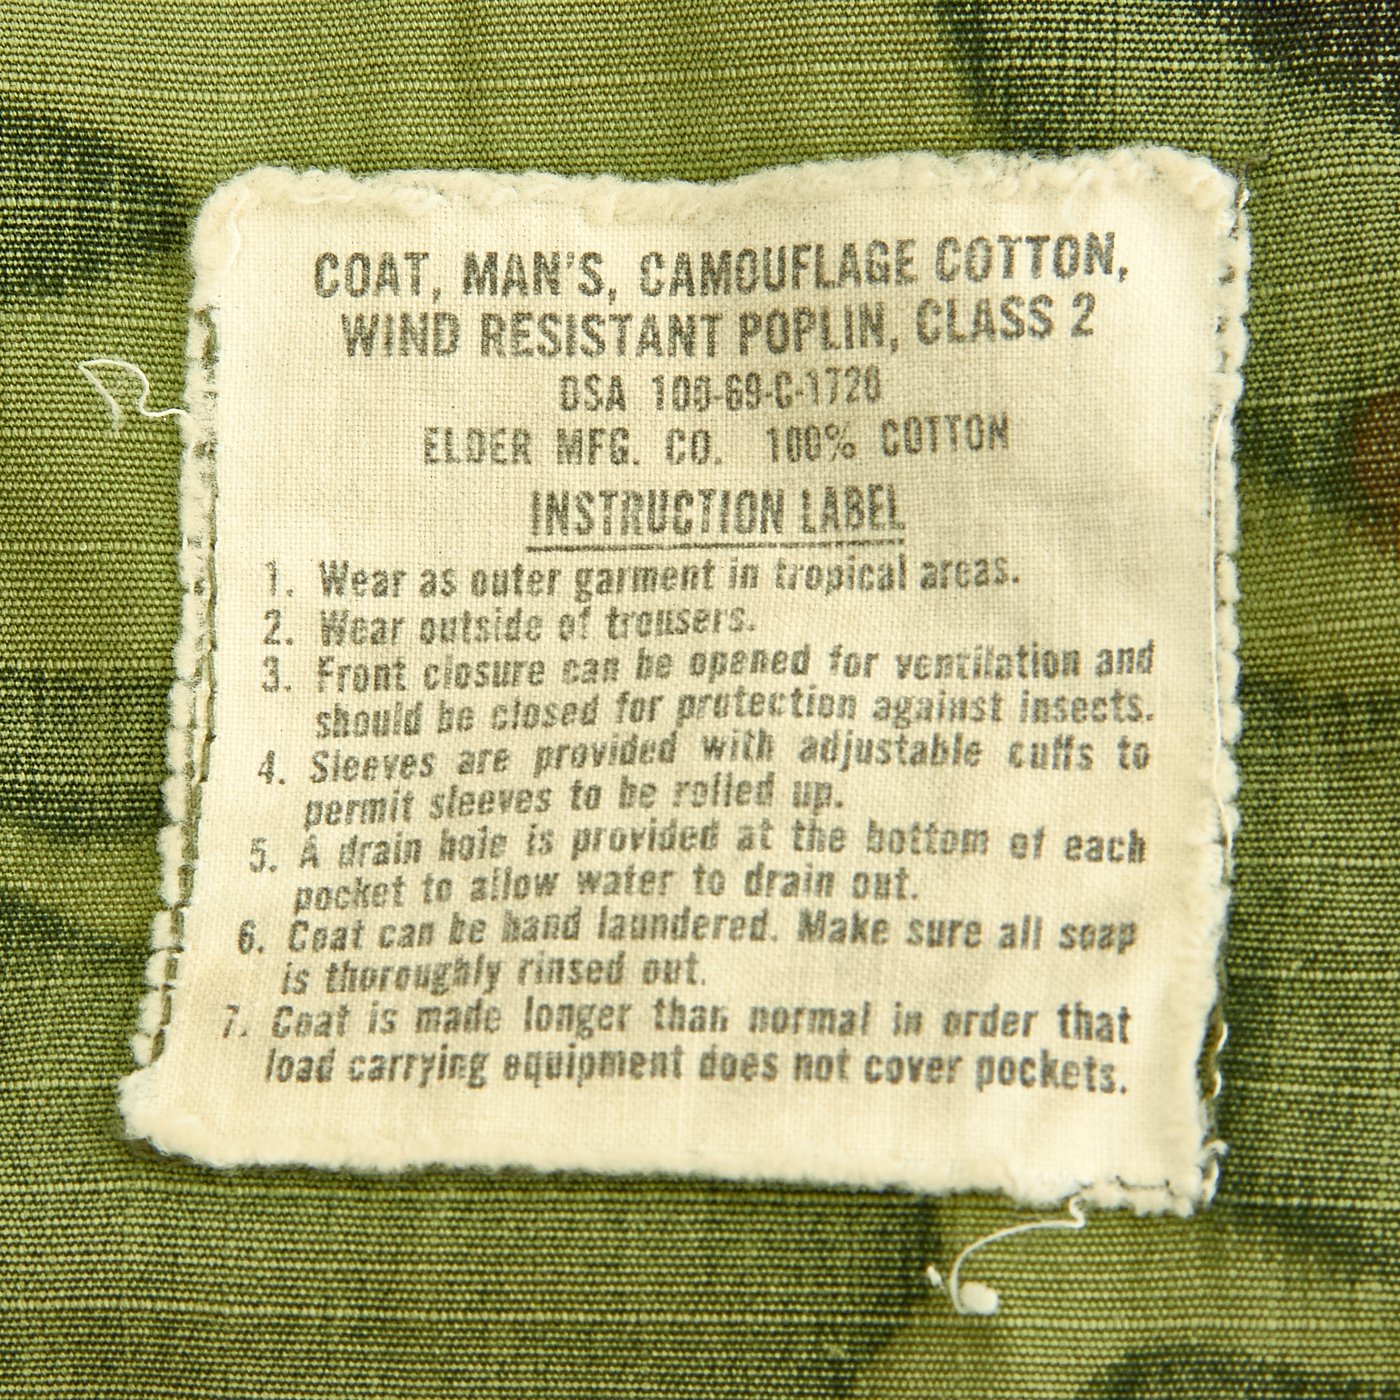 COAT, MAN'S, CAMOUFLAGE COTTON,
WIND RESISTANT POPLIN, CLASS 2
DSA 100-69-C-1720
ELDER MFG. CO. 100% COTTON
INSTRUCTION LABEL
1. Wear as outer garment in tropical areas.
2. Wear outside of trousers.
3. Front closure can be opened for ventilation and
should be closed for protection against insects.
4. Sleeves are provided with adjustable cuffs to
permit sleeves to be rolled up.
5. A drain hole is provided at the bottom of each
pocket to allow water to drain out.
6. Coat can be hand laundered. Make sure all soap
is thoroughly rinsed out.
7. Coat is made longer than normal in order that
load carrying equipment does not cover pockets.